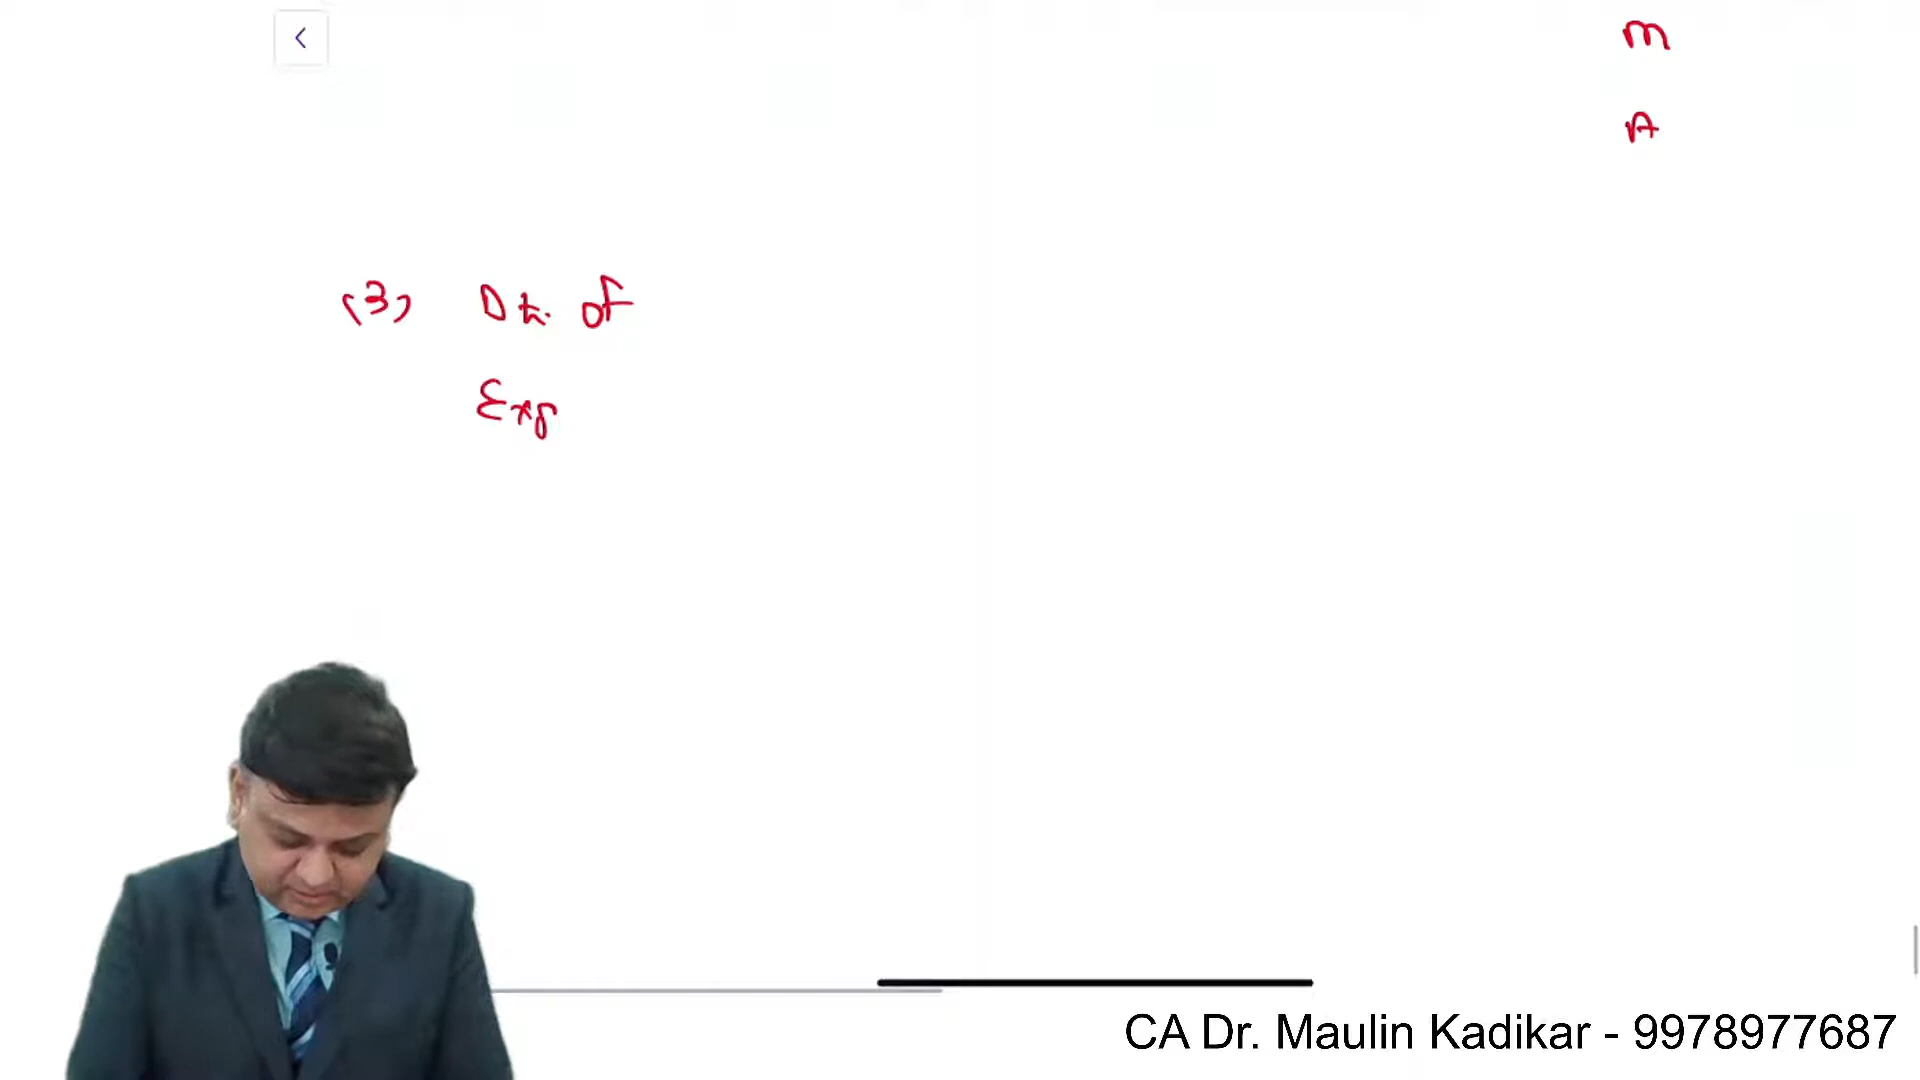 m
A
(3) Dt. of
Exp
CA Dr. Maulin Kadikar - 9978977687